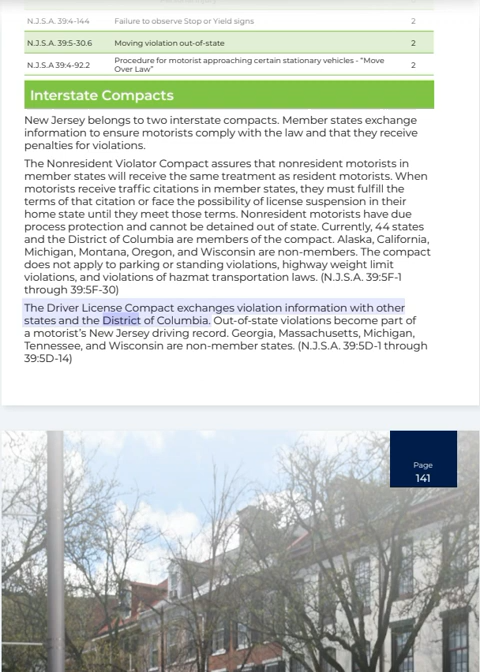 N.J.S.A. 39:4-144 Failure to observe Stop or Yield signs 2
N.J.S.A. 39:5-30.6 Moving violation out-of-state 2
N.J.S.A 39:4-92.2 Procedure for motorist approaching certain stationary vehicles - "Move
Over Law" 2
Interstate Compacts
New Jersey belongs to two interstate compacts. Member states exchange
information to ensure motorists comply with the law and that they receive
penalties for violations.
The Nonresident Violator Compact assures that nonresident motorists in
member states will receive the same treatment as resident motorists. When
motorists receive traffic citations in member states, they must fulfill the
terms of that citation or face the possibility of license suspension in their
home state until they meet those terms. Nonresident motorists have due
process protection and cannot be detained out of state. Currently, 44 states
and the District of Columbia are members of the compact. Alaska, California,
Michigan, Montana, Oregon, and Wisconsin are non-members. The compact
does not apply to parking or standing violations, highway weight limit
violations, and violations of hazmat transportation laws. (N.J.S.A. 39:5F-1
through 39:5F-30)
The Driver License Compact exchanges violation information with other
states and the District of Columbia. Out-of-state violations become part of
a motorist's New Jersey driving record. Georgia, Massachusetts, Michigan,
Tennessee, and Wisconsin are non-member states. (N.J.S.A. 39:5D-1 through
39:5D-14)
Page
141